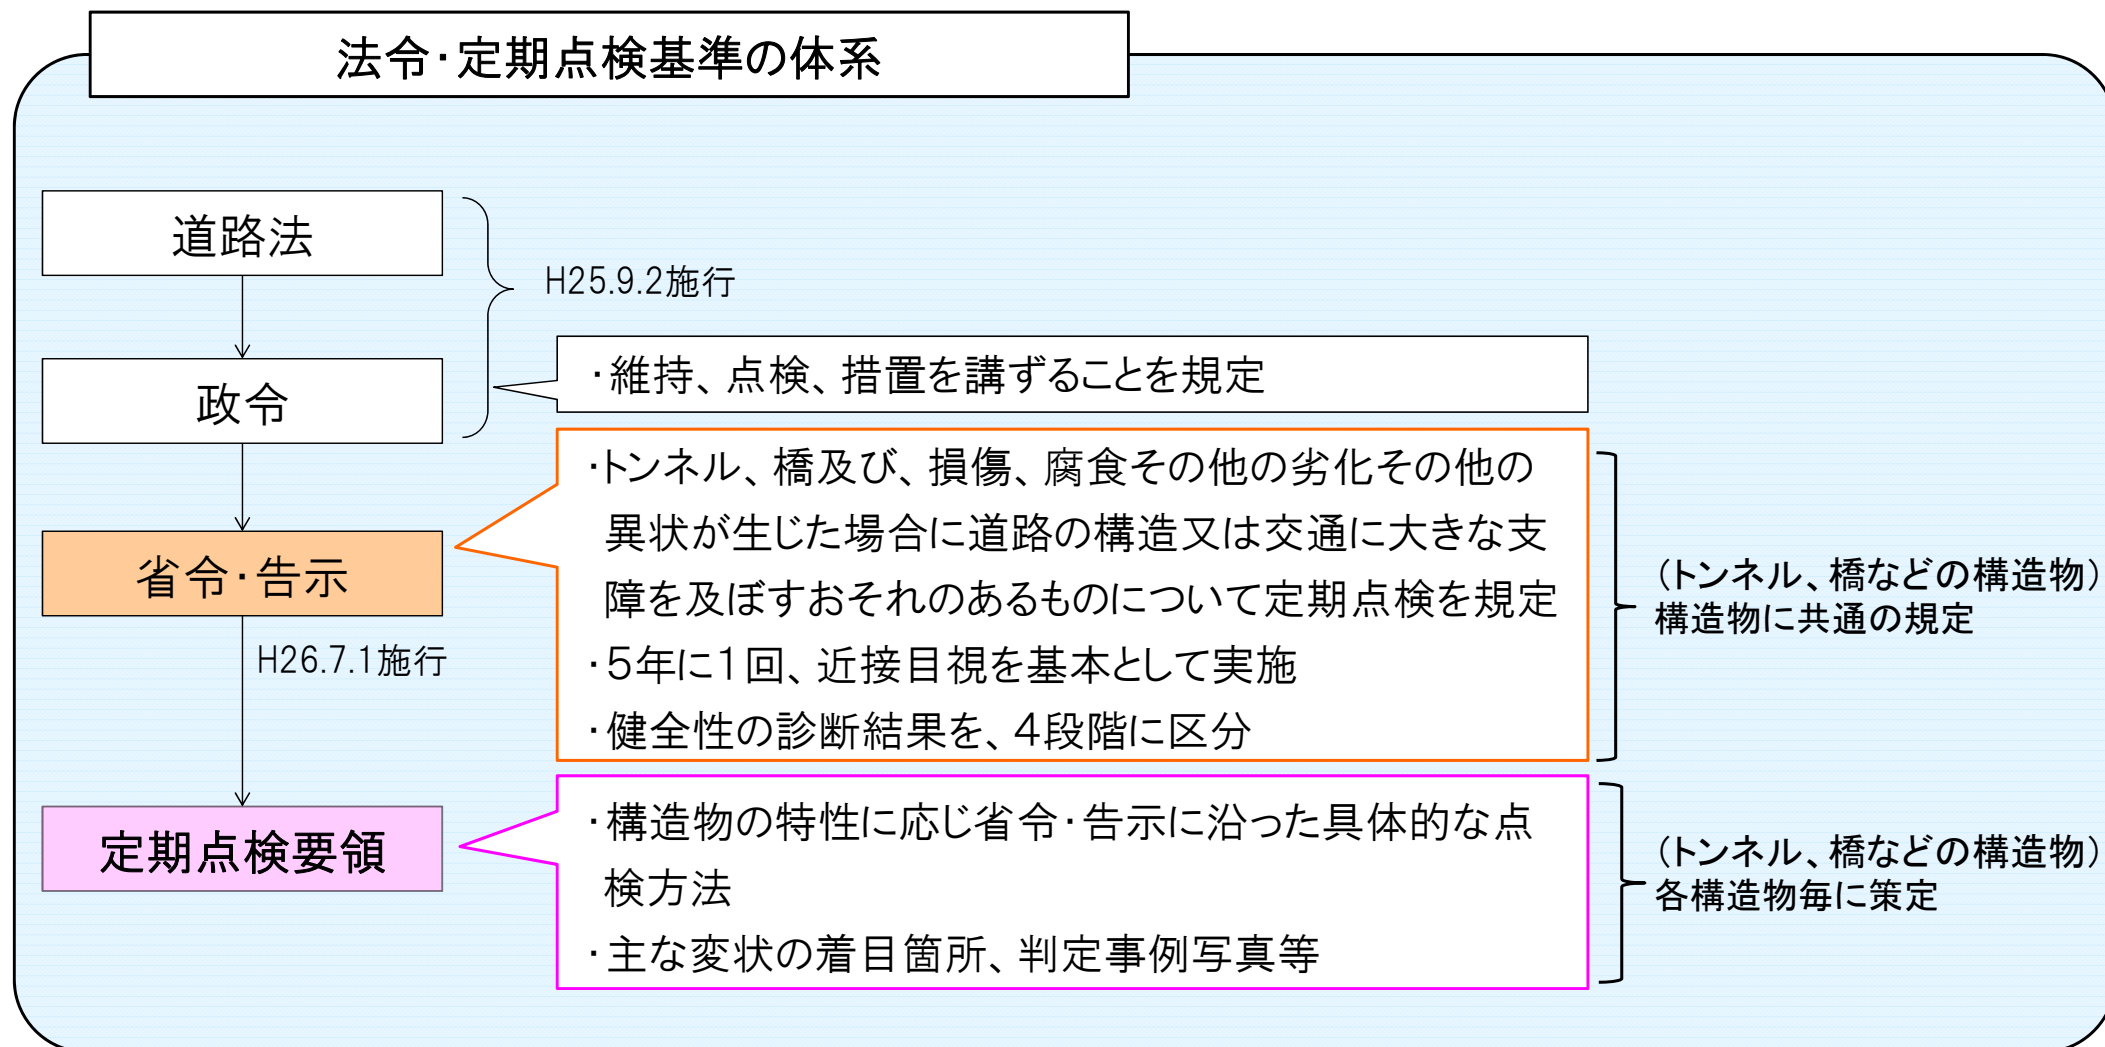 法令・定期点検基準の体系
道路法
H25.9.2施行
政令
・維持、点検、措置を講ずることを規定
省令・告示
H26.7.1施行
・トンネル、橋及び、損傷、腐食その他の劣化その他の
異状が生じた場合に道路の構造又は交通に大きな支
障を及ぼすおそれのあるものについて定期点検を規定
・５年に１回、近接目視を基本として実施
・健全性の診断結果を、４段階に区分
（トンネル、橋などの構造物）
構造物に共通の規定
定期点検要領
・構造物の特性に応じ省令・告示に沿った具体的な点
検方法
・主な変状の着目箇所、判定事例写真等
（トンネル、橋などの構造物）
各構造物毎に策定